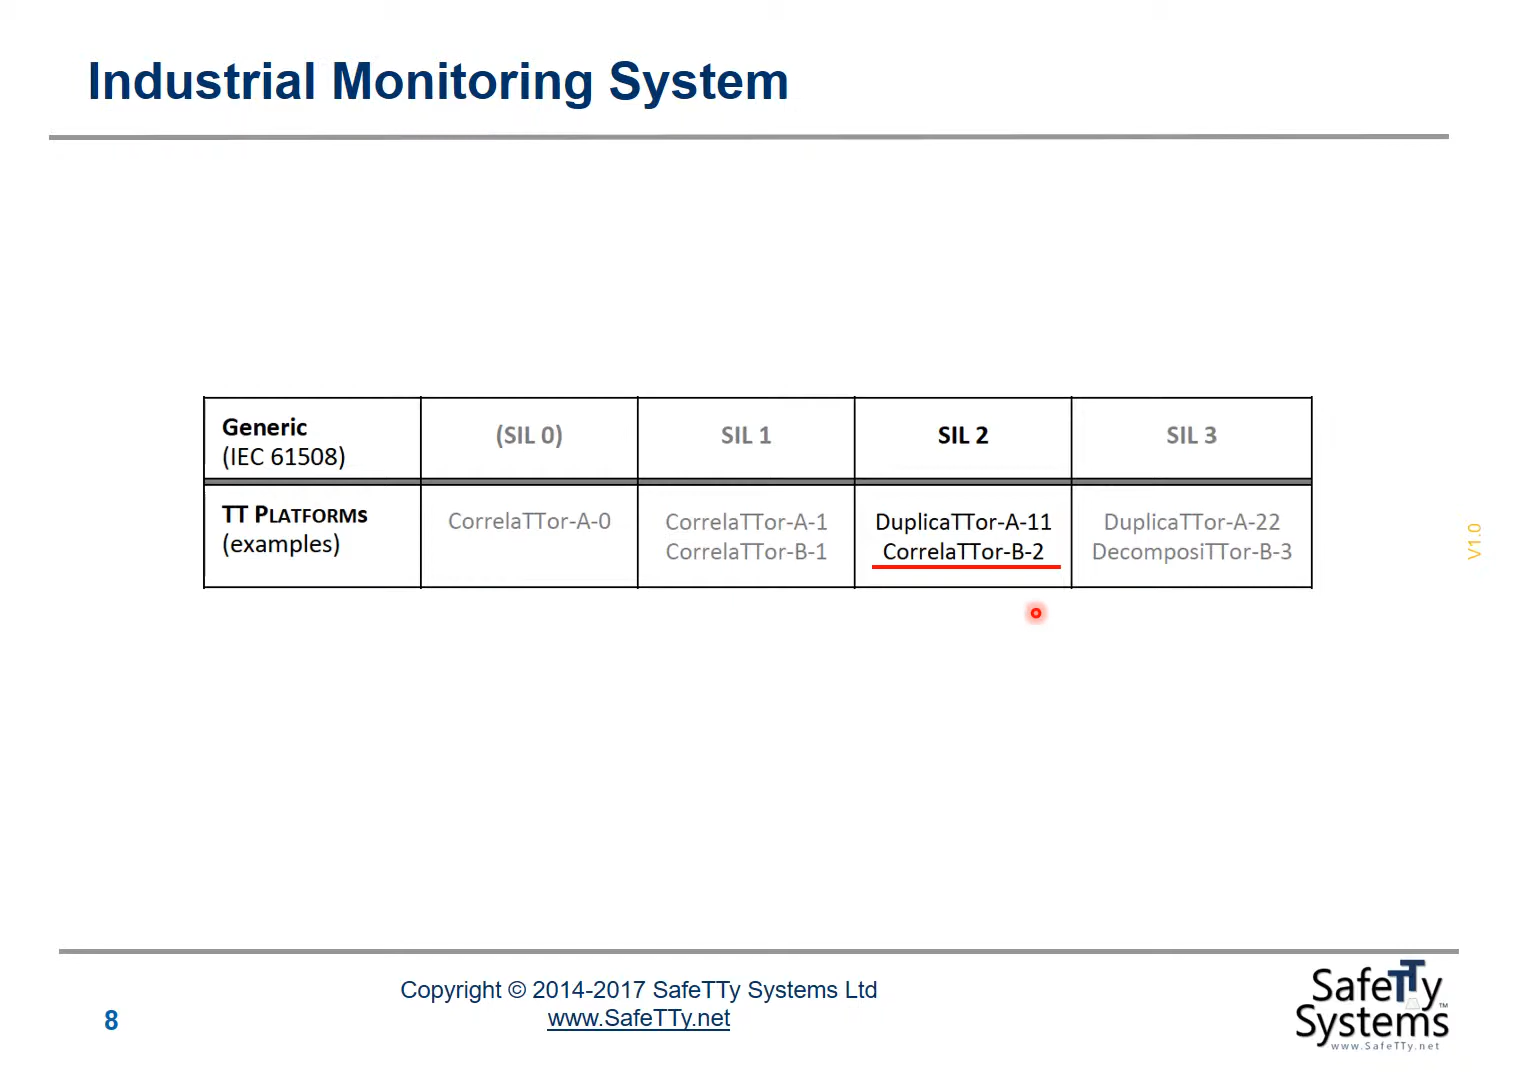 Industrial Monitoring System
Generic
(IEC 61508)
(SIL 0)
SIL 1
SIL 2
SIL 3
TT PLATFORMs
(examples)
CorrelaTTor-A-0
CorrelaTTor-A-1
CorrelaTTor-B-1
DuplicaTTor-A-11
CorrelaTTor-B-2
DuplicaTTor-A-22
DecomposiTTor-B-3
V1.0
8
Copyright © 2014-2017 SafeTTy Systems Ltd
www.SafeTTy.net
SafeTTy
Systems™
www.SafeTTy.net